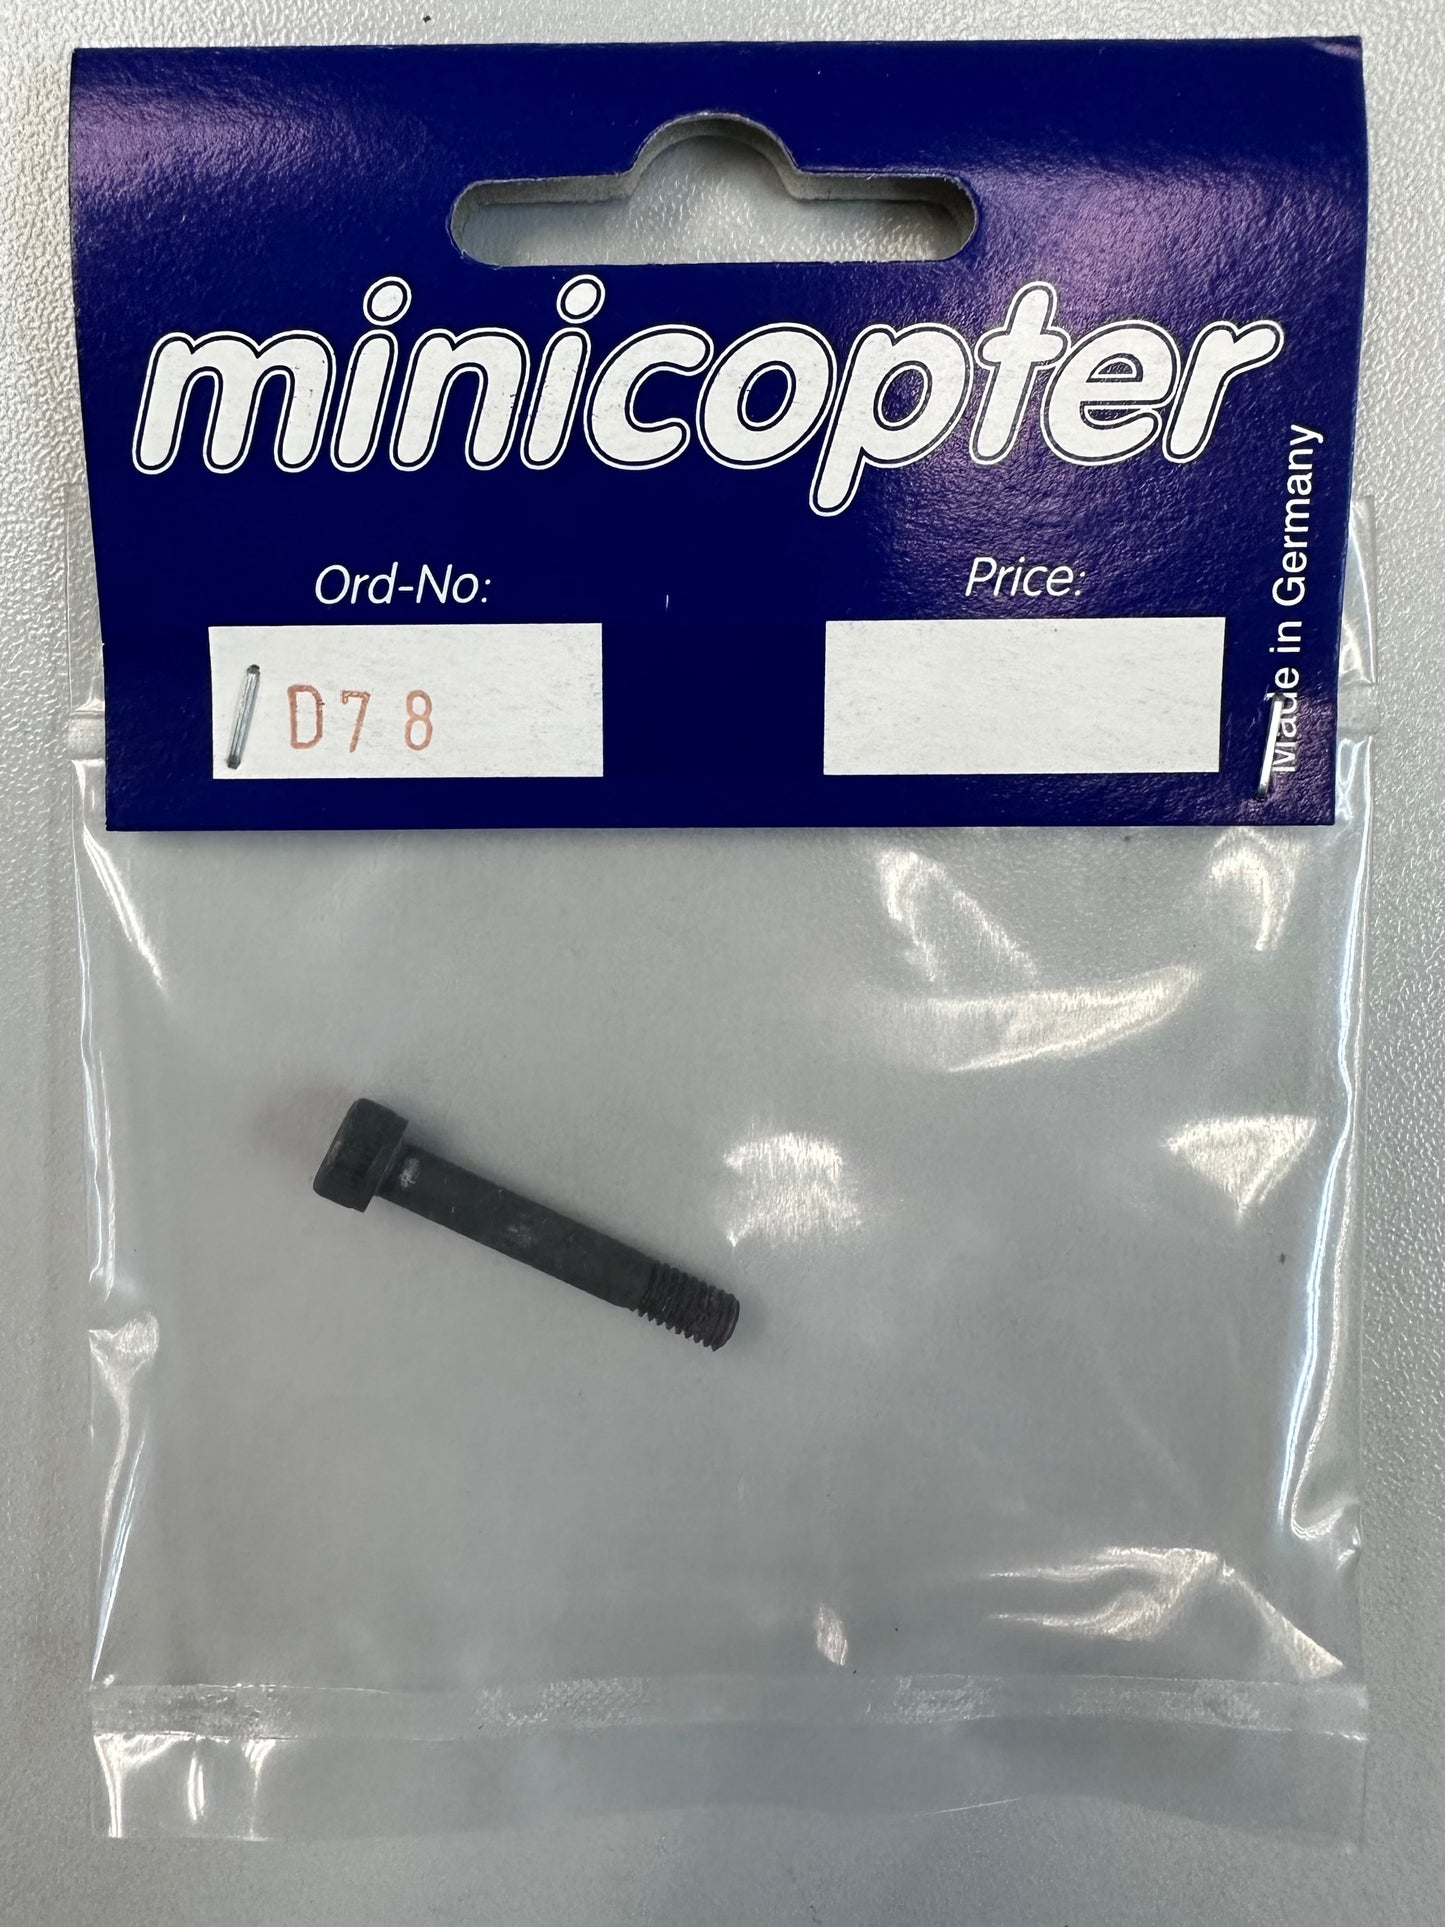 minicopter
Ord-No:
Price:
D78
Made in Germany